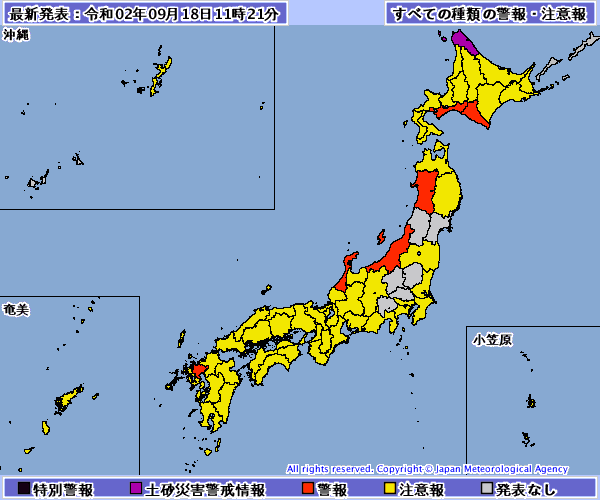 最新発表：令和02年09月18日11時21分
すべての種類の警報・注意報
沖縄
奄美
小笠原
All rights reserved. Copyright © Japan Meteorological Agency
特別警報 土砂災害警戒情報 警報 注意報 発表なし